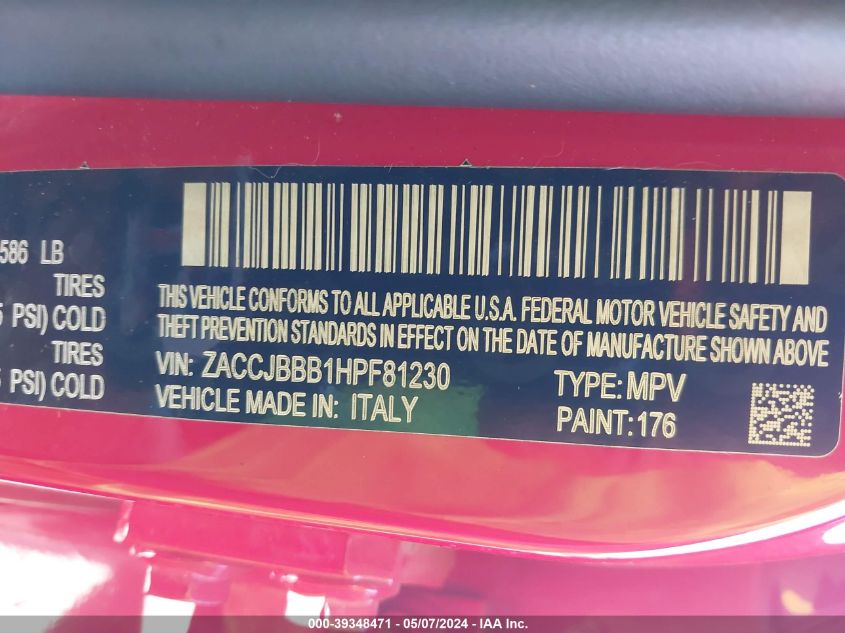 586 LB
TIRES
5 PSI) COLD
TIRES
PSI) COLD
THIS VEHICLE CONFORMS TO ALL APPLICABLE U.S.A. FEDERAL MOTOR VEHICLE SAFETY AND
THEFT PREVENTION STANDARDS IN EFFECT ON THE DATE OF MANUFACTURE SHOWN ABOVE
VIN: ZACCJBBB1HPF81230
TYPE: MPV
VEHICLE MADE IN: ITALY
PAINT: 176
000-39348471 - 05/07/2024 - IAA Inc.